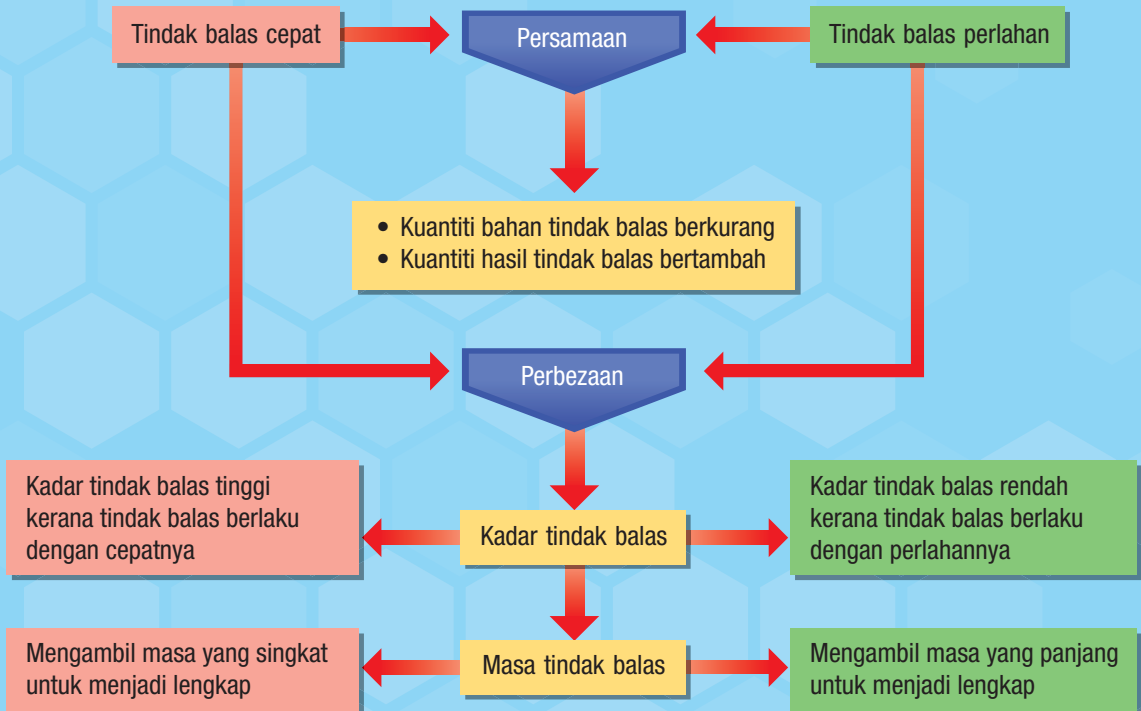 Tindak balas cepat
Persamaan
Tindak balas perlahan
• Kuantiti bahan tindak balas berkurang
• Kuantiti hasil tindak balas bertambah
Perbezaan
Kadar tindak balas tinggi
kerana tindak balas berlaku
dengan cepatnya
Kadar tindak balas
Kadar tindak balas rendah
kerana tindak balas berlaku
dengan perlahannya
Mengambil masa yang singkat
untuk menjadi lengkap
Masa tindak balas
Mengambil masa yang panjang
untuk menjadi lengkap